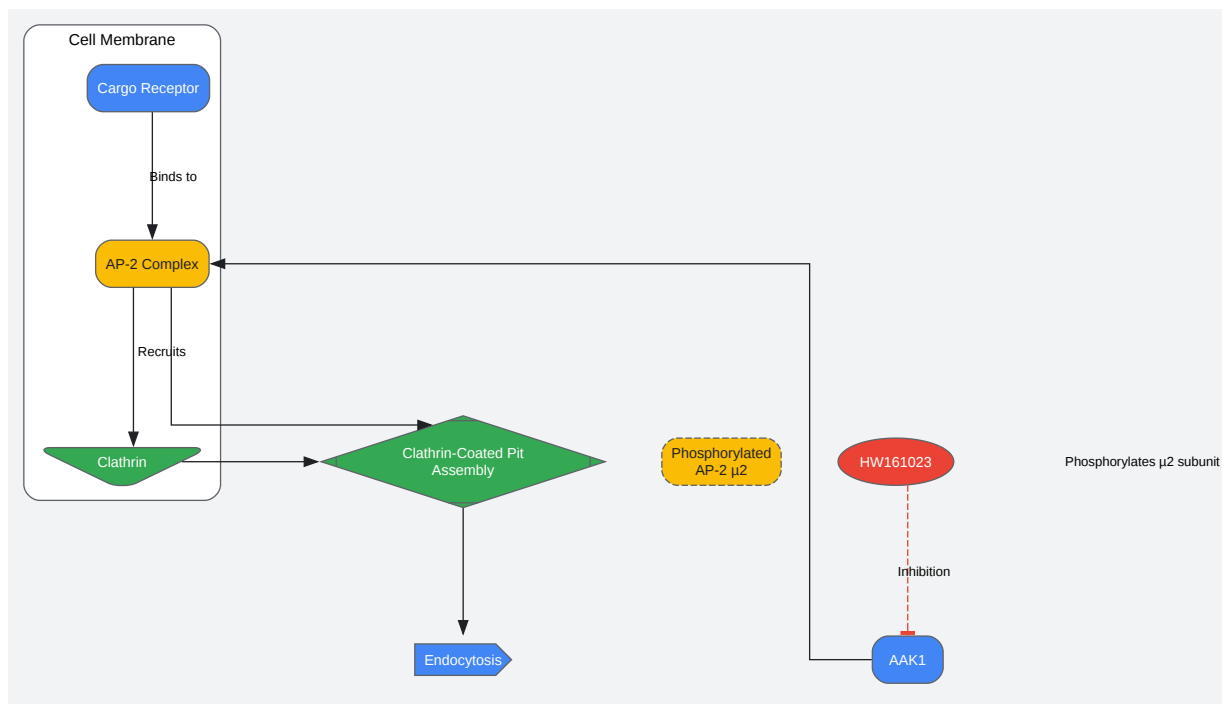 Cell Membrane
Cargo Receptor
Binds to
AP-2 Complex
Recruits
Clathrin
Clathrin-Coated Pit
Assembly
Phosphorylated
AP-2 µ2
HW161023
Phosphorylates µ2 subunit
Inhibition
Endocytosis
AAK1